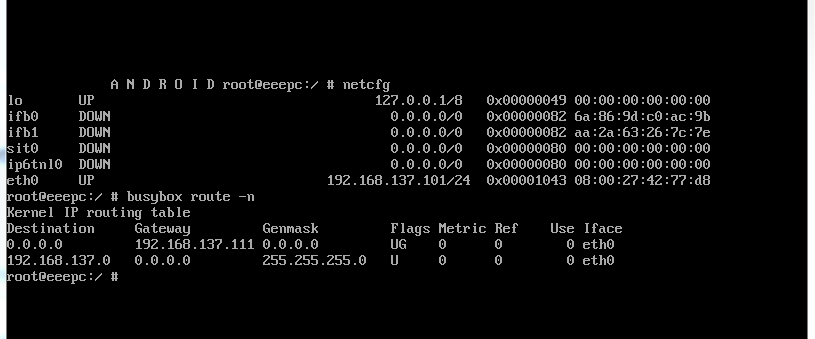 A N D R O I D root@eeepc:/ # netcfg
lo       UP                                   127.0.0.1/8   0x00000049 00:00:00:00:00:00
ifb0     DOWN                                   0.0.0.0/0   0x00000082 6a:86:9d:c0:ac:9b
ifb1     DOWN                                   0.0.0.0/0   0x00000082 aa:2a:63:26:7c:7e
sit0     DOWN                                   0.0.0.0/0   0x00000080 00:00:00:00:00:00
ip6tnl0  DOWN                                   0.0.0.0/0   0x00000080 00:00:00:00:00:00
eth0     UP                             192.168.137.101/24  0x00001043 08:00:27:42:77:d8
root@eeepc:/ # busybox route -n
Kernel IP routing table
Destination     Gateway         Genmask         Flags Metric Ref    Use Iface
0.0.0.0         192.168.137.111 0.0.0.0         UG    0      0        0 eth0
192.168.137.0   0.0.0.0         255.255.255.0   U     0      0        0 eth0
root@eeepc:/ #